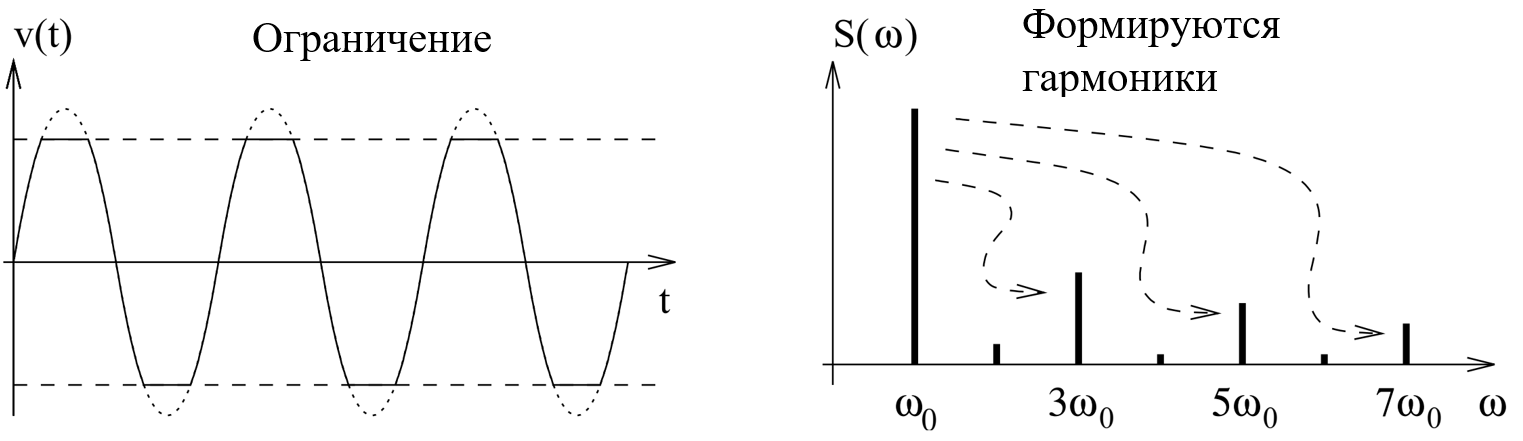 v(t)
Ограничение
t
S(ω)
Формируются
гармоники
ω₀
3ω₀
5ω₀
7ω₀
ω